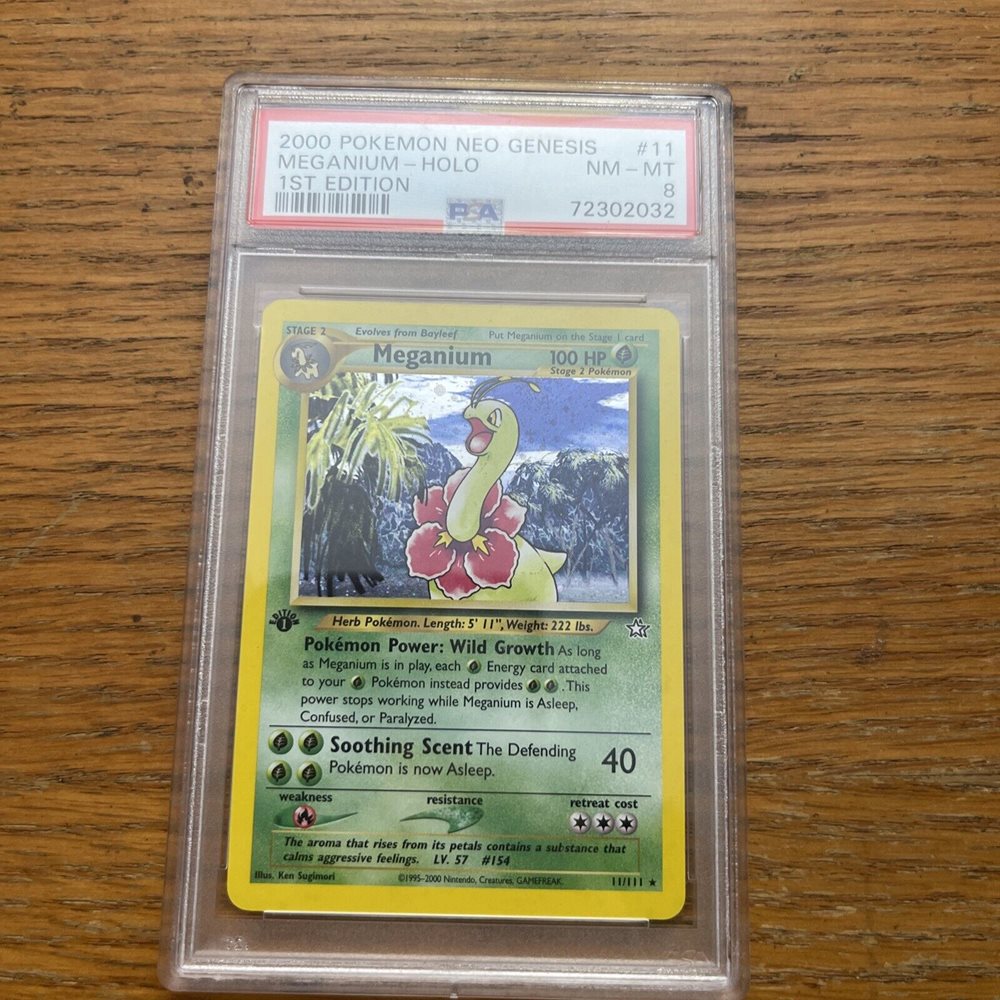 2000 POKEMON NEO GENESIS #11
MEGANIUM - HOLO NM - MT
1ST EDITION 8
PSA 72302032
STAGE 2 Evolves from Bayleef Put Meganium on the Stage 1 card
Meganium 100 HP
Stage 2 Pokémon
EDITION 1
Herb Pokémon. Length: 5' 11", Weight: 222 lbs.
Pokémon Power: Wild Growth As long
as Meganium is in play, each Energy card attached
to your Pokémon instead provides . This
power stops working while Meganium is Asleep,
Confused, or Paralyzed.
Soothing Scent The Defending 40
Pokémon is now Asleep.
weakness resistance retreat cost
The aroma that rises from its petals contains a substance that
calms aggressive feelings. LV. 57 #154
Illus. Ken Sugimori ©1995-2000 Nintendo, Creatures, GAMEFREAK. 11/111 ★